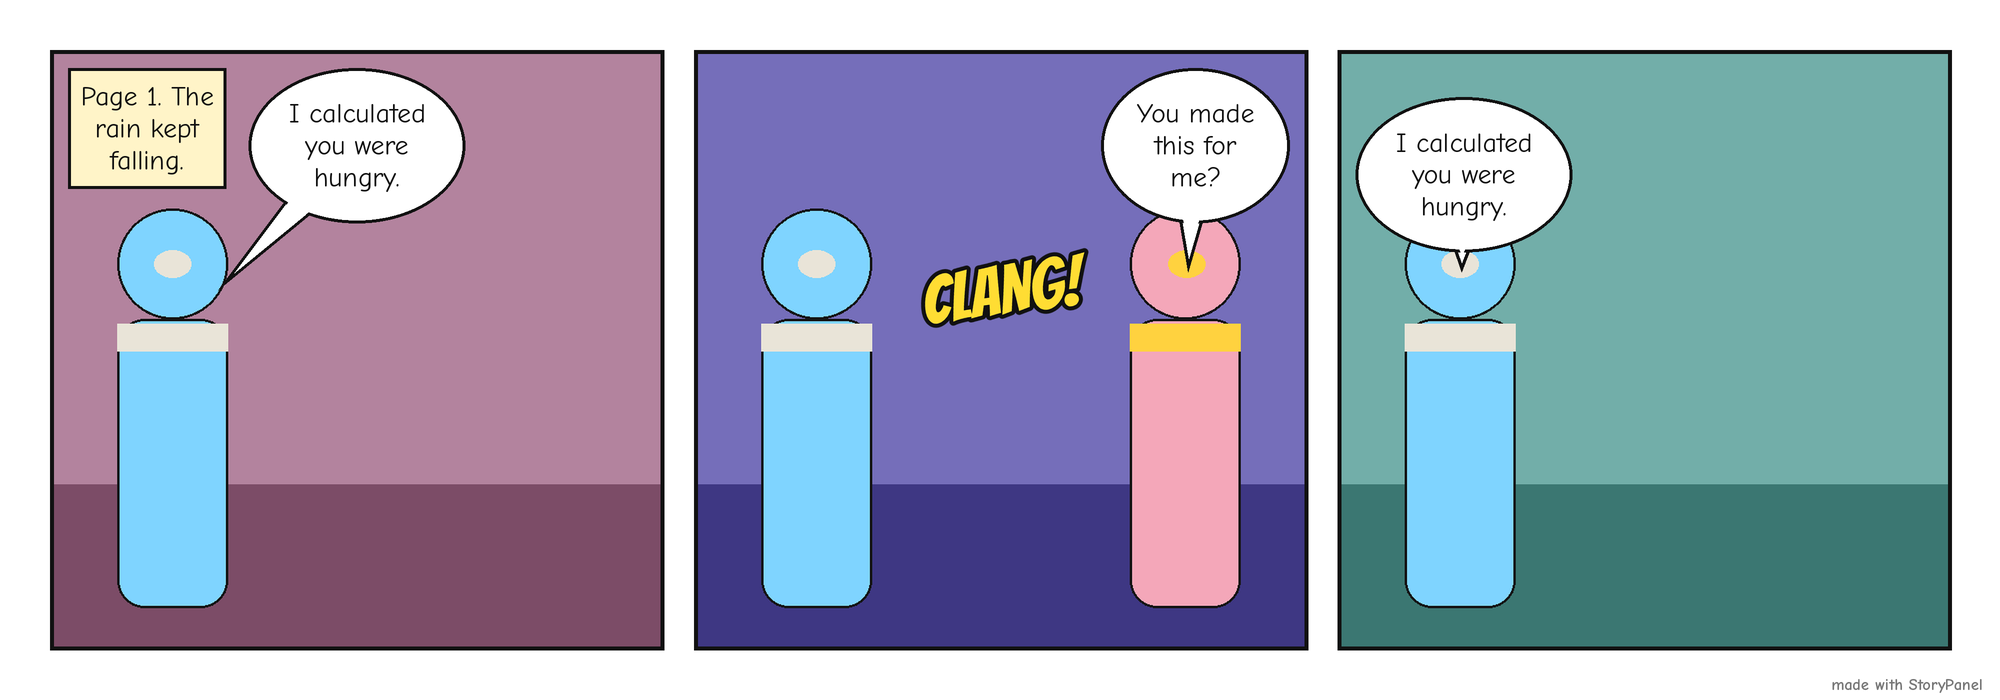 Page 1. The
rain kept
falling.
I calculated
you were
hungry.
You made
this for
me?
CLANG!
I calculated
you were
hungry.
made with StoryPanel